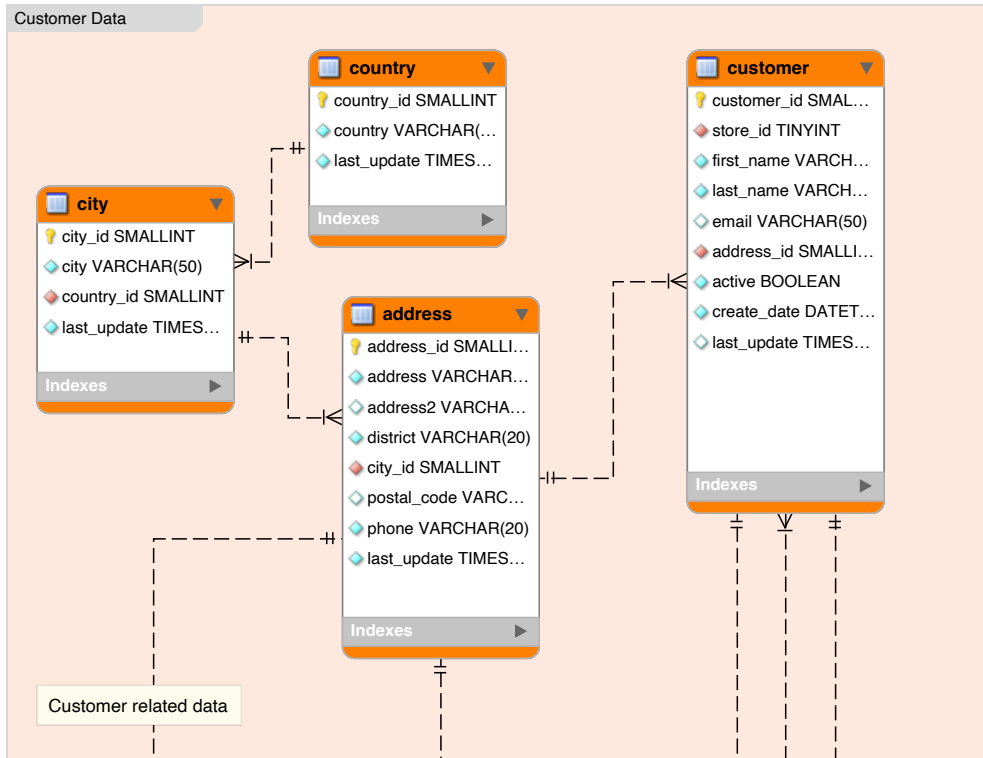 Customer Data
country
country_id SMALLINT
country VARCHAR(...
last_update TIMES...
Indexes
customer
customer_id SMAL...
store_id TINYINT
first_name VARCH...
last_name VARCH...
email VARCHAR(50)
address_id SMALLI...
active BOOLEAN
create_date DATET...
last_update TIMES...
Indexes
city
city_id SMALLINT
city VARCHAR(50)
country_id SMALLINT
last_update TIMES...
Indexes
address
address_id SMALLI...
address VARCHAR...
address2 VARCHA...
district VARCHAR(20)
city_id SMALLINT
postal_code VARC...
phone VARCHAR(20)
last_update TIMES...
Indexes
Customer related data